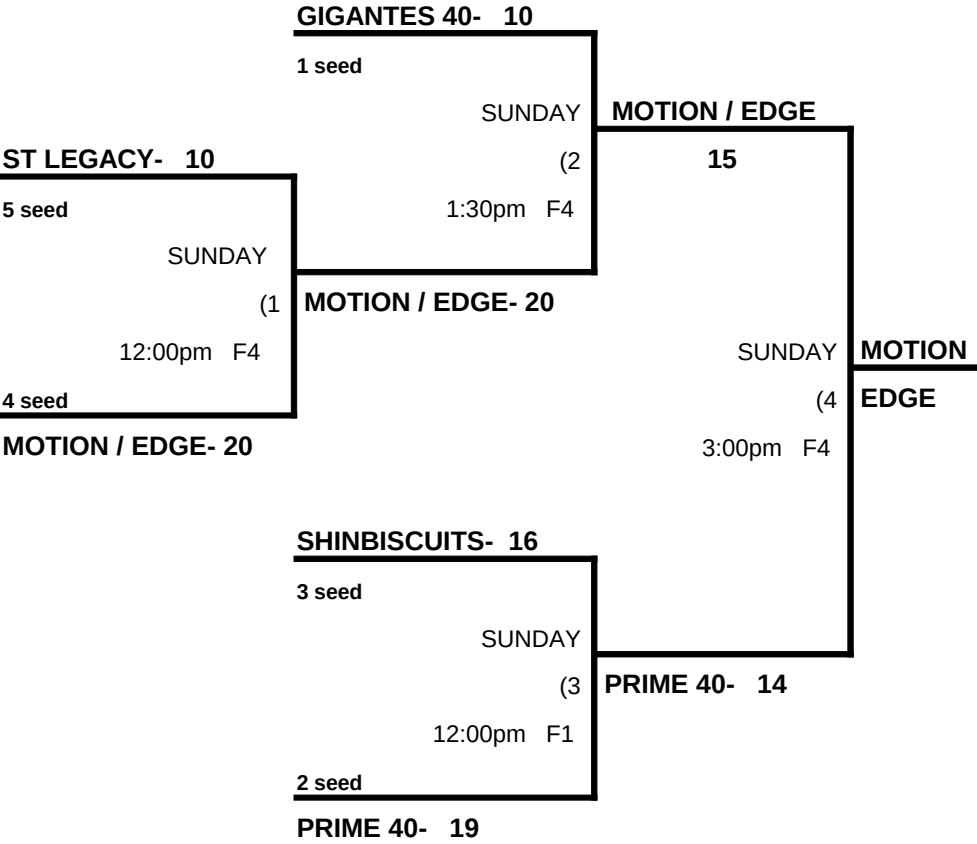 GIGANTES 40- 10
1 seed
SUNDAY
MOTION / EDGE
ST LEGACY- 10
(2
15
5 seed
1:30pm F4
SUNDAY
(1
MOTION / EDGE- 20
12:00pm F4
SUNDAY
MOTION
4 seed
(4
EDGE
MOTION / EDGE- 20
3:00pm F4
SHINBISCUITS- 16
3 seed
SUNDAY
(3
PRIME 40- 14
12:00pm F1
2 seed
PRIME 40- 19